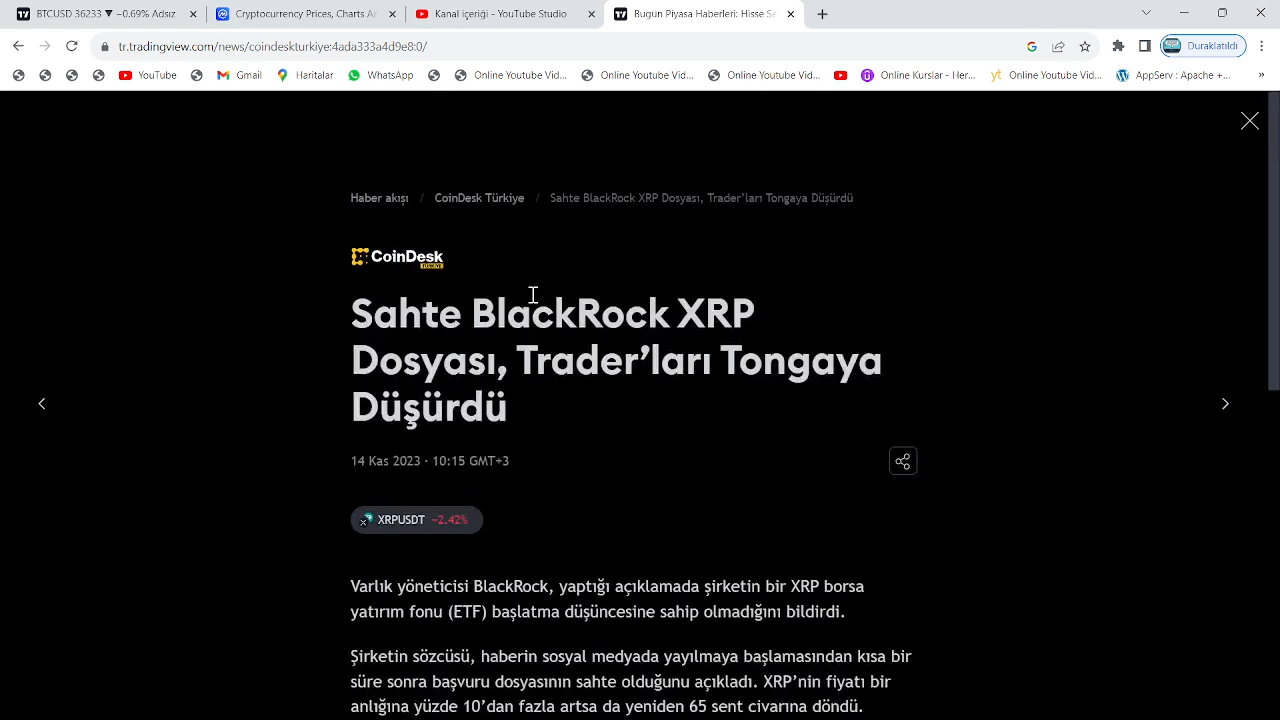 BTCUSD 36233 ▼ −0.69% Adsız
Cryptocurrency Prices, Charts Ar
Kanal içeriği - YouTube Studio
Bugün Piyasa Haberleri: Hisse Se
tr.tradingview.com/news/coindeskturkiye4ada333a4d9e8:0/
Duraklatıldı
YouTube
Gmail
Haritalar
WhatsApp
Online Youtube Vid...
Online Youtube Vid...
Online Youtube Vid...
Online Kurslar - Her...
yt Online Youtube Vid...
AppServ : Apache +...
»
Haber akışı / CoinDesk Türkiye / Sahte BlackRock XRP Dosyası, Trader’ları Tongaya Düşürdü
CoinDesk
TÜRKİYE
Sahte BlackRock XRP
Dosyası, Trader’ları Tongaya
Düşürdü
14 Kas 2023 · 10:15 GMT+3
XRPUSDT −2.42%
Varlık yöneticisi BlackRock, yaptığı açıklamada şirketin bir XRP borsa
yatırım fonu (ETF) başlatma düşüncesine sahip olmadığını bildirdi.
Şirketin sözcüsü, haberin sosyal medyada yayılmaya başlamasından kısa bir
süre sonra başvuru dosyasının sahte olduğunu açıkladı. XRP’nin fiyatı bir
anlığına yüzde 10’dan fazla artsa da yeniden 65 sent civarına döndü.